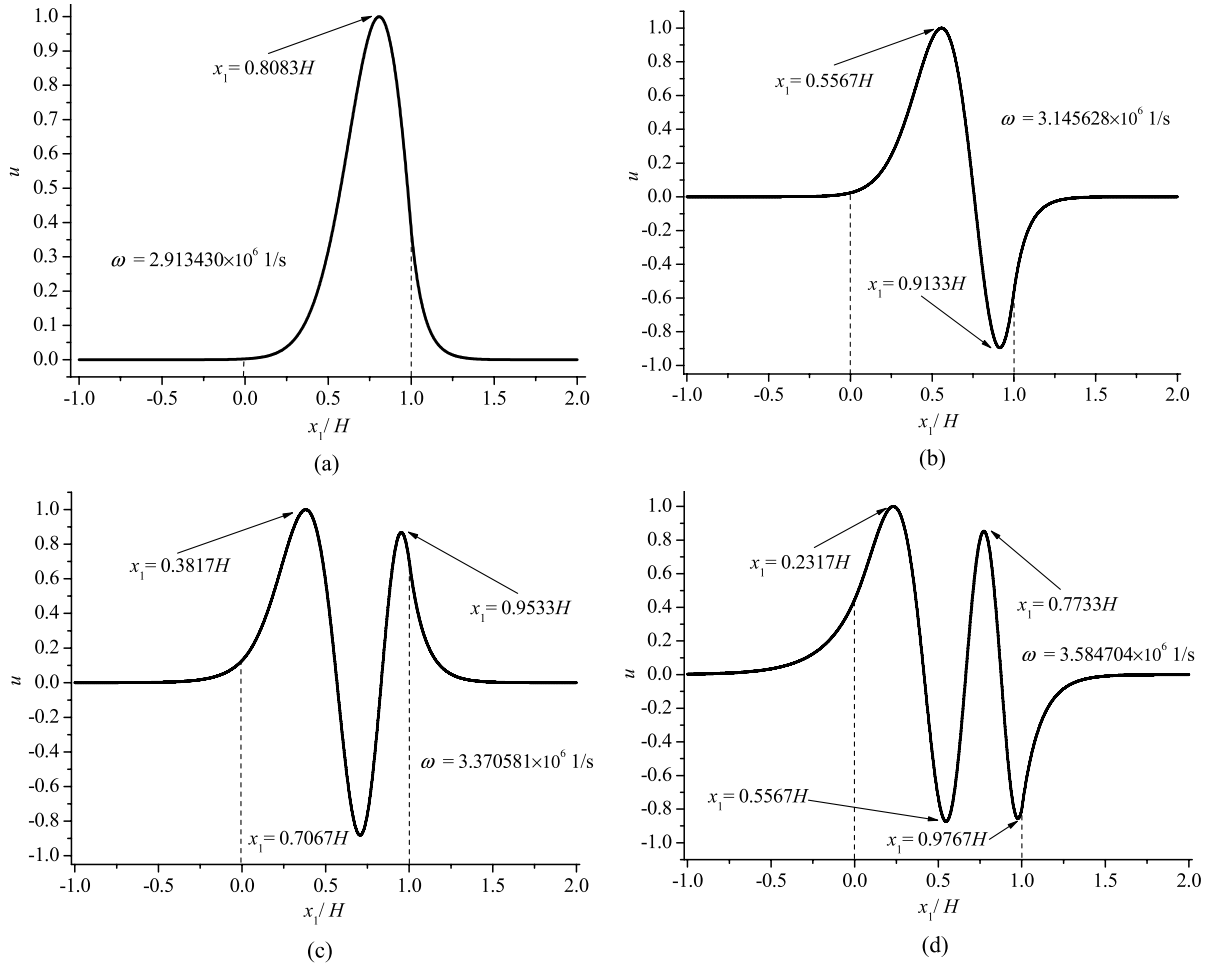 1.0
0.9
0.8
0.7
0.6
0.5
0.4
0.3
0.2
0.1
0.0
u
x₁= 0.8083H
ω = 2.913430×10⁶ 1/s
-1.0 -0.5 0.0 0.5 1.0 1.5 2.0
x₁/ H
(a)
1.0
0.8
0.6
0.4
0.2
0.0
-0.2
-0.4
-0.6
-0.8
-1.0
u
x₁= 0.5567H
ω = 3.145628×10⁶ 1/s
x₁= 0.9133H
-1.0 -0.5 0.0 0.5 1.0 1.5 2.0
x₁/ H
(b)
1.0
0.8
0.6
0.4
0.2
0.0
-0.2
-0.4
-0.6
-0.8
-1.0
u
x₁= 0.3817H
x₁= 0.9533H
ω = 3.370581×10⁶ 1/s
x₁= 0.7067H
-1.0 -0.5 0.0 0.5 1.0 1.5 2.0
x₁/ H
(c)
1.0
0.8
0.6
0.4
0.2
0.0
-0.2
-0.4
-0.6
-0.8
-1.0
u
x₁= 0.2317H
x₁= 0.7733H
ω = 3.584704×10⁶ 1/s
x₁= 0.5567H
x₁= 0.9767H
-1.0 -0.5 0.0 0.5 1.0 1.5 2.0
x₁/ H
(d)